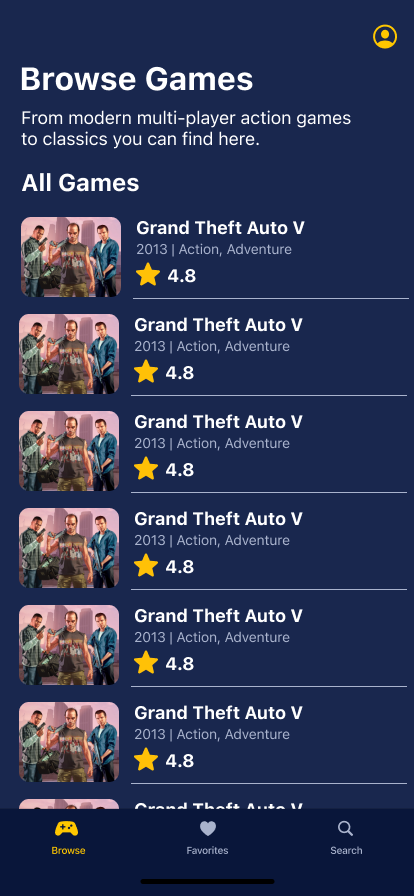 Browse Games
From modern multi-player action games
to classics you can find here.
All Games
Grand Theft Auto V
2013 | Action, Adventure
4.8
Grand Theft Auto V
2013 | Action, Adventure
4.8
Grand Theft Auto V
2013 | Action, Adventure
4.8
Grand Theft Auto V
2013 | Action, Adventure
4.8
Grand Theft Auto V
2013 | Action, Adventure
4.8
Grand Theft Auto V
2013 | Action, Adventure
4.8
Grand Theft Auto V
Browse
Favorites
Search